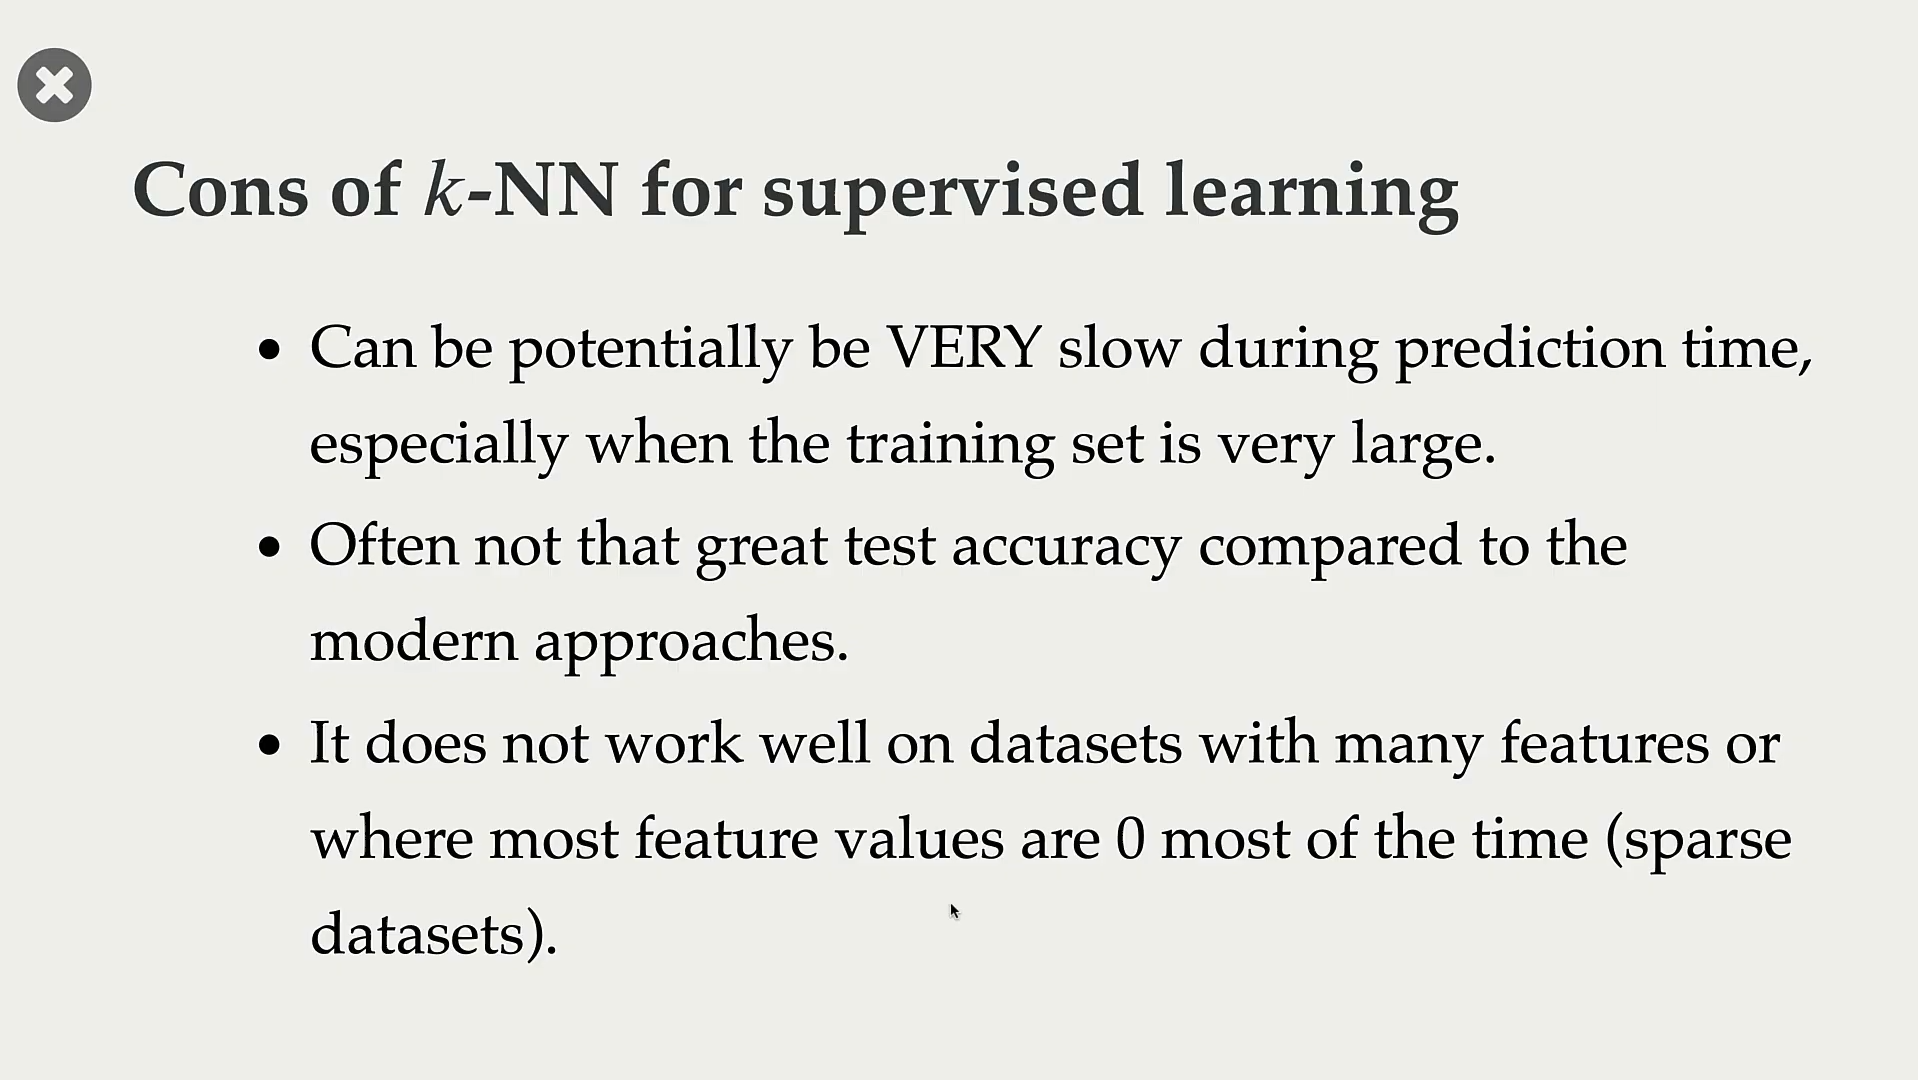 Cons of k-NN for supervised learning
• Can be potentially be VERY slow during prediction time,
especially when the training set is very large.
• Often not that great test accuracy compared to the
modern approaches.
• It does not work well on datasets with many features or
where most feature values are 0 most of the time (sparse
datasets).